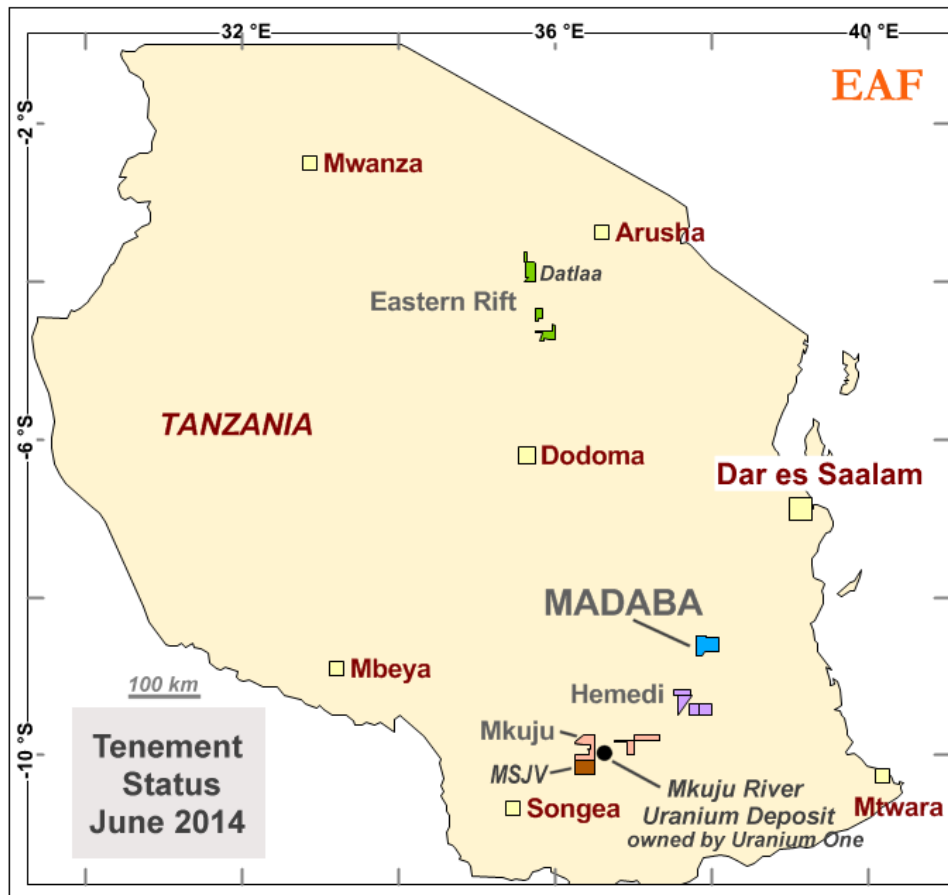 32 °E
36 °E
40 °E
EAF
-2 °S
Mwanza
Arusha
Datlaa
Eastern Rift
TANZANIA
-6 °S
Dodoma
Dar es Saalam
MADABA
Mbeya
100 km
Hemedi
Mkuju
-10 °S
MSJV
Tenement
Status
June 2014
Songea
Mkuju River
Uranium Deposit
owned by Uranium One
Mtwara